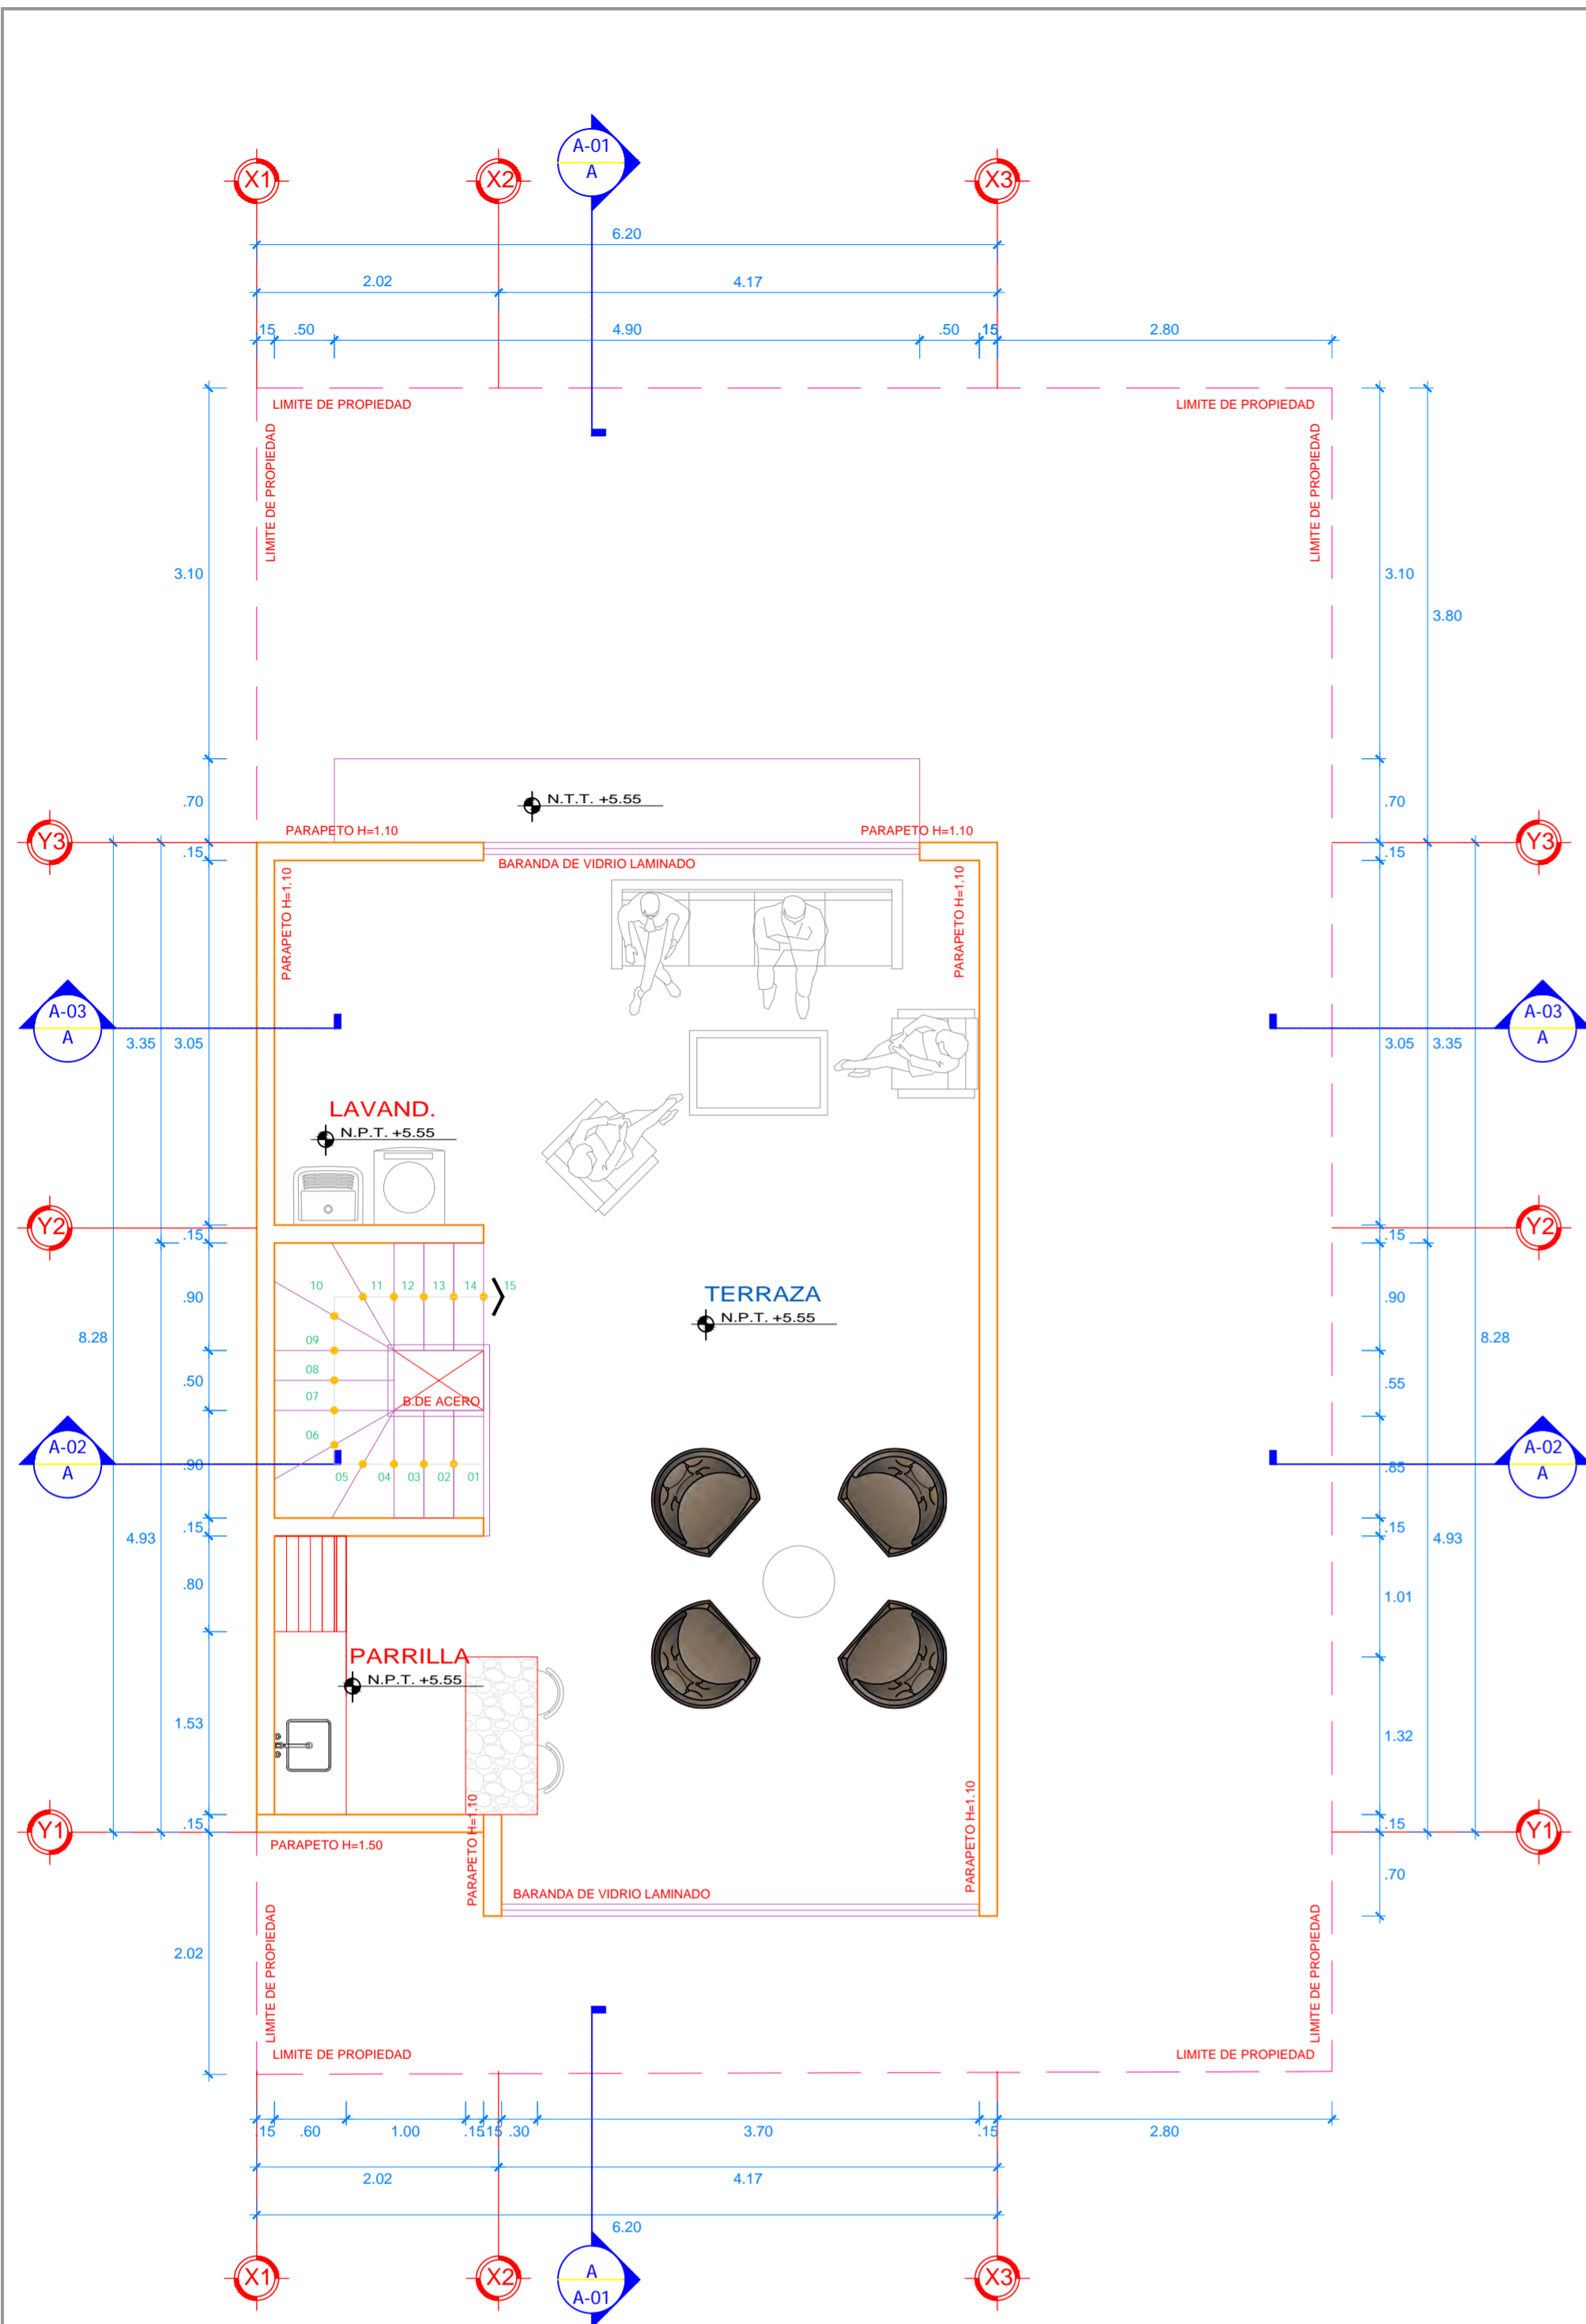 A-01
A
X1
X2
X3
6.20
2.02
4.17
.15
.50
4.90
.50
.15
2.80
LIMITE DE PROPIEDAD
LIMITE DE PROPIEDAD
LIMITE DE PROPIEDAD
LIMITE DE PROPIEDAD
3.10
3.10
3.80
.70
N.T.T. +5.55
.70
Y3
PARAPETO H=1.10
PARAPETO H=1.10
Y3
.15
BARANDA DE VIDRIO LAMINADO
.15
PARAPETO H=1.10
PARAPETO H=1.10
A-03
A
3.35
3.05
3.05
3.35
A-03
A
LAVAND.
N.P.T. +5.55
Y2
.15
.15
Y2
10
11
12
13
14
15
.90
TERRAZA
N.P.T. +5.55
.90
8.28
09
8.28
08
.50
.55
07
B.DE ACERO
06
A-02
A
.90
05
04
03
02
01
.85
A-02
A
.15
.15
4.93
4.93
.80
1.01
PARRILLA
N.P.T. +5.55
1.53
1.32
PARAPETO H=1.10
PARAPETO H=1.10
Y1
.15
.15
Y1
PARAPETO H=1.50
.70
BARANDA DE VIDRIO LAMINADO
2.02
LIMITE DE PROPIEDAD
LIMITE DE PROPIEDAD
LIMITE DE PROPIEDAD
LIMITE DE PROPIEDAD
.15
.60
1.00
.15
.15
.30
3.70
.15
2.80
2.02
4.17
6.20
X1
X2
A
A-01
X3